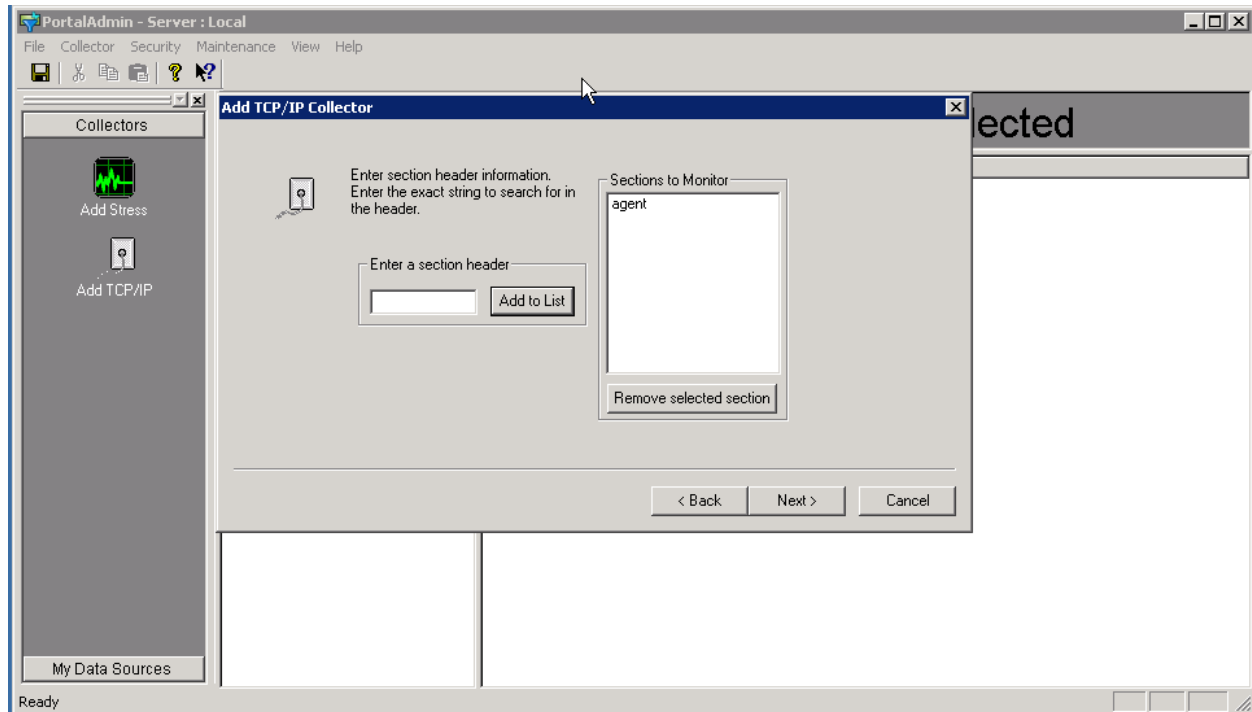 PortalAdmin - Server : Local
File Collector Security Maintenance View Help
Collectors
Add Stress
Add TCP/IP
My Data Sources
Add TCP/IP Collector
Enter section header information.
Enter the exact string to search for in
the header.
Enter a section header
Add to List
Sections to Monitor
agent
Remove selected section
< Back
Next >
Cancel
lected
Ready